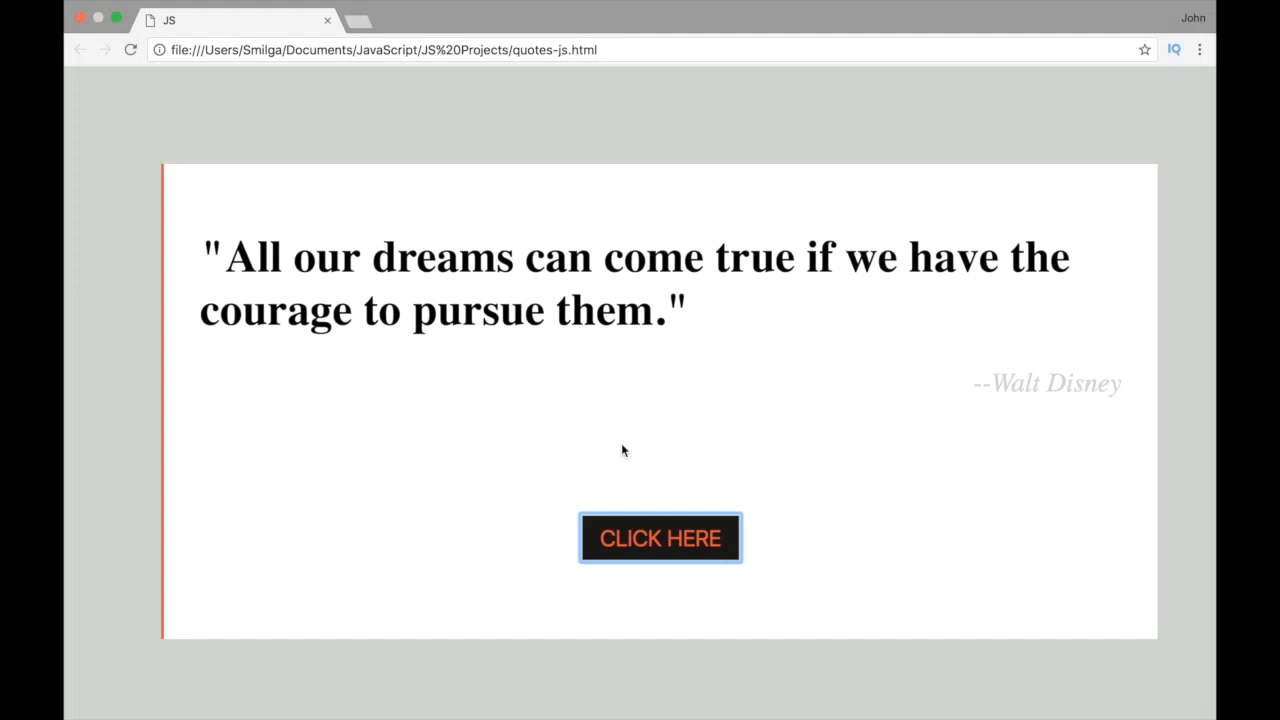 JS
John
file:///Users/Smilga/Documents/JavaScript/JS%20Projects/quotes-js.html
IQ
"All our dreams can come true if we have the
courage to pursue them."
--Walt Disney
CLICK HERE